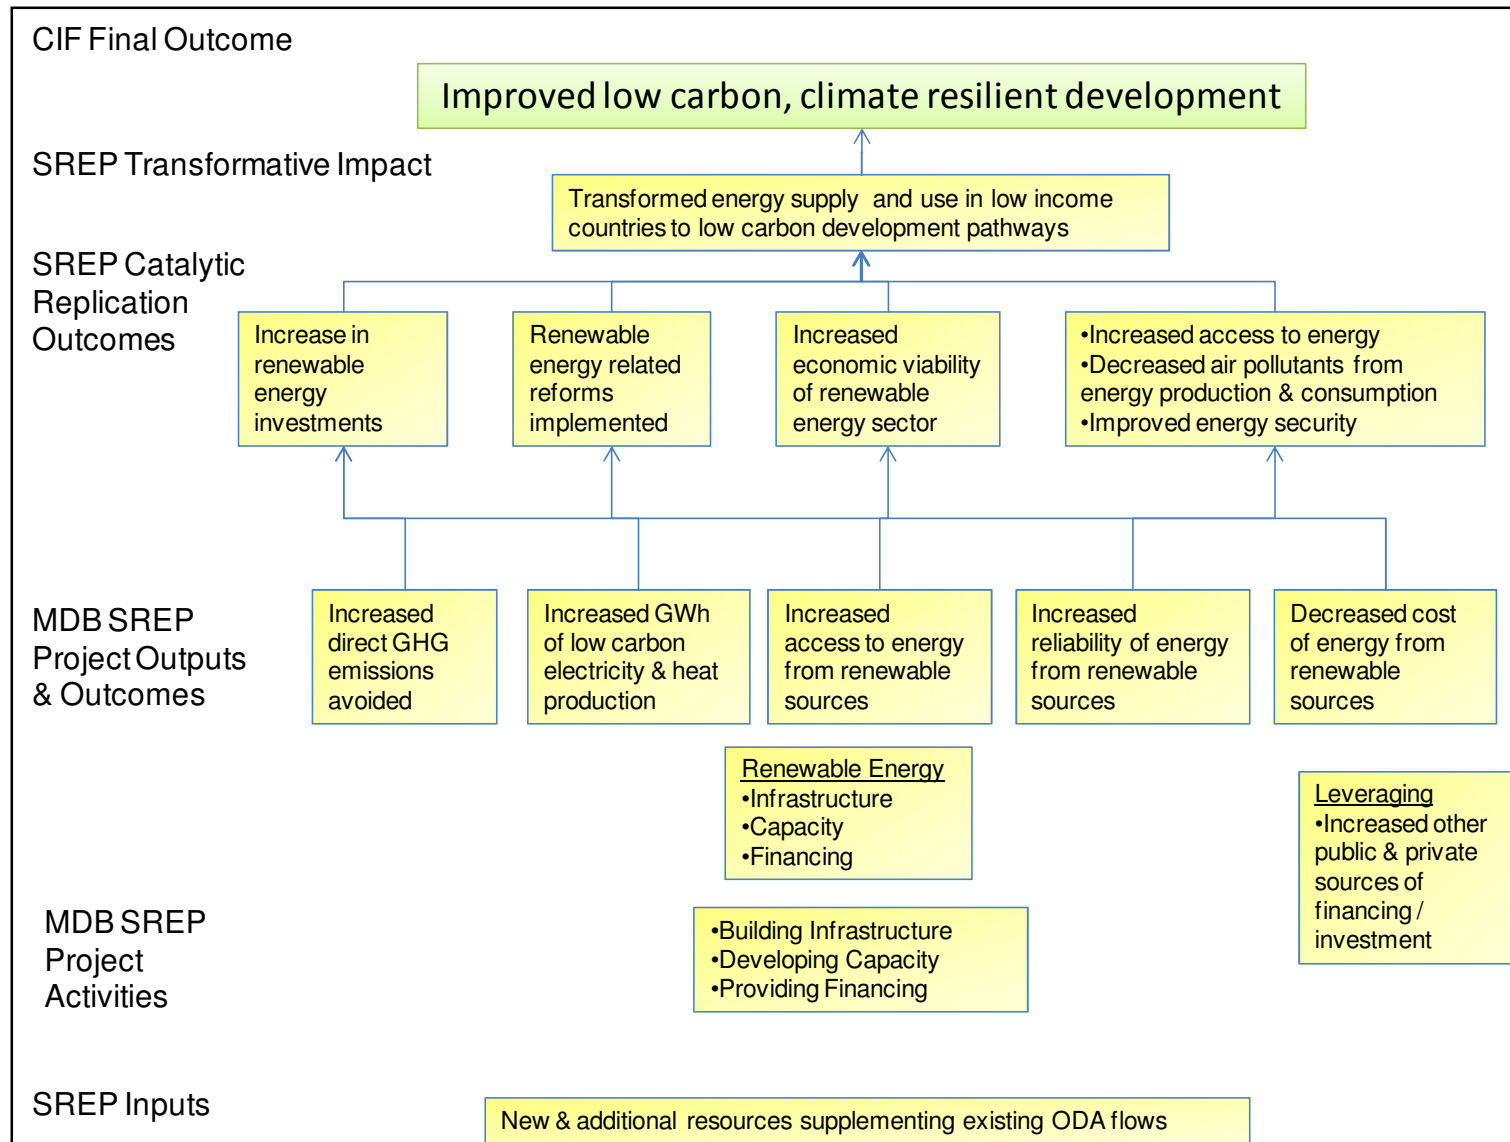 CIF Final Outcome
Improved low carbon, climate resilient development
SREP Transformative Impact
Transformed energy supply and use in low income
countries to low carbon development pathways
SREP Catalytic
Replication
Outcomes
Increase in
renewable
energy
investments
Renewable
energy related
reforms
implemented
Increased
economic viability
of renewable
energy sector
•Increased access to energy
•Decreased air pollutants from
energy production & consumption
•Improved energy security
MDB SREP
Project Outputs
& Outcomes
Increased
direct GHG
emissions
avoided
Increased GWh
of low carbon
electricity & heat
production
Increased
access to energy
from renewable
sources
Increased
reliability of energy
from renewable
sources
Decreased cost
of energy from
renewable
sources
Renewable Energy
•Infrastructure
•Capacity
•Financing
Leveraging
•Increased other
public & private
sources of
financing /
investment
MDB SREP
Project
Activities
•Building Infrastructure
•Developing Capacity
•Providing Financing
SREP Inputs
New & additional resources supplementing existing ODA flows